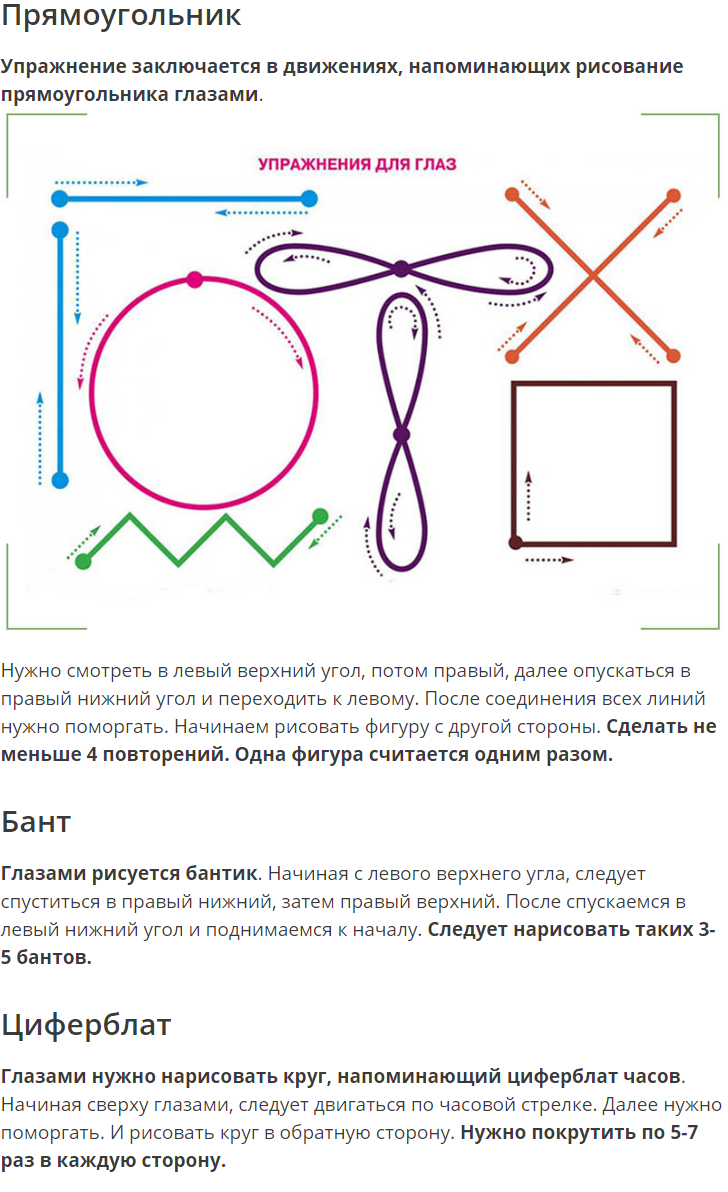 Прямоугольник
Упражнение заключается в движениях, напоминающих рисование
прямоугольника глазами.
УПРАЖНЕНИЯ ДЛЯ ГЛАЗ
Нужно смотреть в левый верхний угол, потом правый, далее опускаться в
правый нижний угол и переходить к левому. После соединения всех линий
нужно поморгать. Начинаем рисовать фигуру с другой стороны. Сделать не
меньше 4 повторений. Одна фигура считается одним разом.
Бант
Глазами рисуется бантик. Начиная с левого верхнего угла, следует
спуститься в правый нижний, затем правый верхний. После спускаемся в
левый нижний угол и поднимаемся к началу. Следует нарисовать таких 3-
5 бантов.
Циферблат
Глазами нужно нарисовать круг, напоминающий циферблат часов.
Начиная сверху глазами, следует двигаться по часовой стрелке. Далее нужно
поморгать. И рисовать круг в обратную сторону. Нужно покрутить по 5-7
раз в каждую сторону.